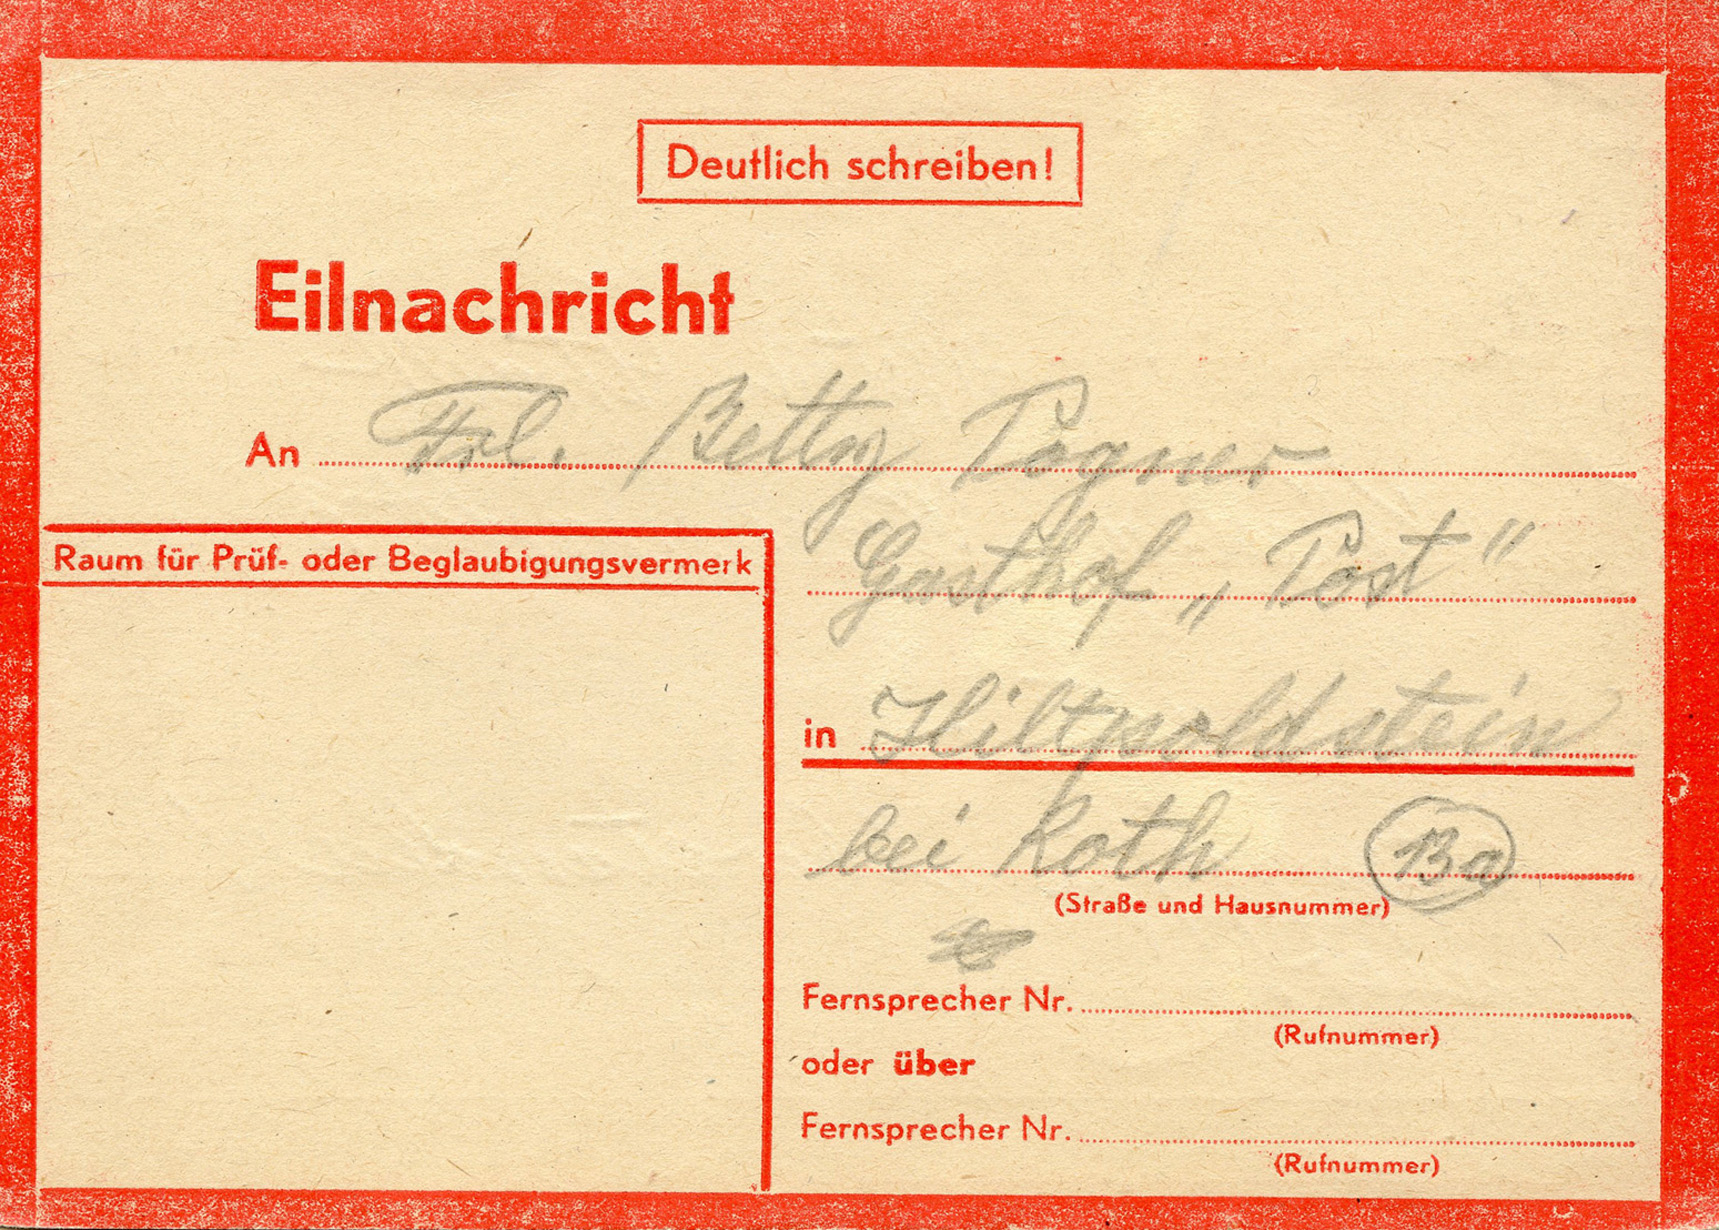 Deutlich schreiben!
Eilnachricht
An Frl. Betty Pogner
Raum für Prüf- oder Beglaubigungsvermerk
Gasthof „Post"
in Hiltpoldstein
bei Roth 13a
(Straße und Hausnummer)
Fernsprecher Nr.
(Rufnummer)
oder über
Fernsprecher Nr.
(Rufnummer)